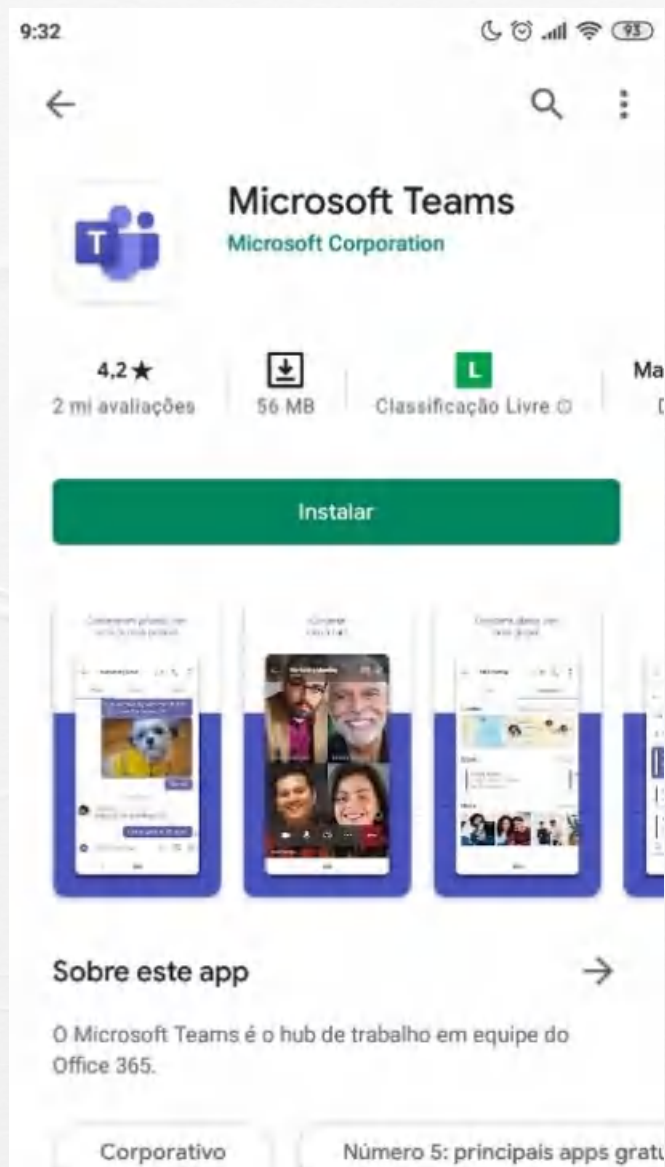 9:32
93
Microsoft Teams
Microsoft Corporation
T
4,2★
2 mi avaliações
56 MB
L
Classificação Livre
Ma
Instalar
Sobre este app
O Microsoft Teams é o hub de trabalho em equipe do
Office 365.
Corporativo
Número 5: principais apps gratu